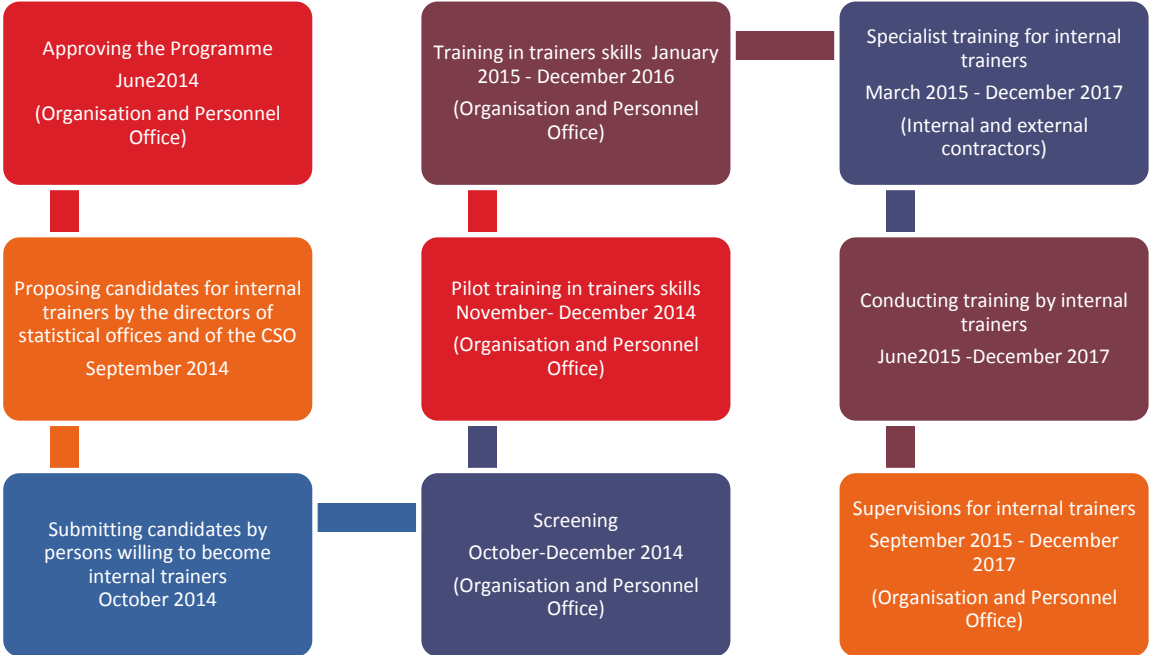 Approving the Programme
June2014
(Organisation and Personnel
Office)
Proposing candidates for internal
trainers by the directors of
statistical offices and of the CSO
September 2014
Submitting candidates by
persons willing to become
internal trainers
October 2014
Screening
October-December 2014
(Organisation and Personnel
Office)
Pilot training in trainers skills
November- December 2014
(Organisation and Personnel
Office)
Training in trainers skills January
2015 - December 2016
(Organisation and Personnel
Office)
Specialist training for internal
trainers
March 2015 - December 2017
(Internal and external
contractors)
Conducting training by internal
trainers
June2015 -December 2017
Supervisions for internal trainers
September 2015 - December
2017
(Organisation and Personnel
Office)